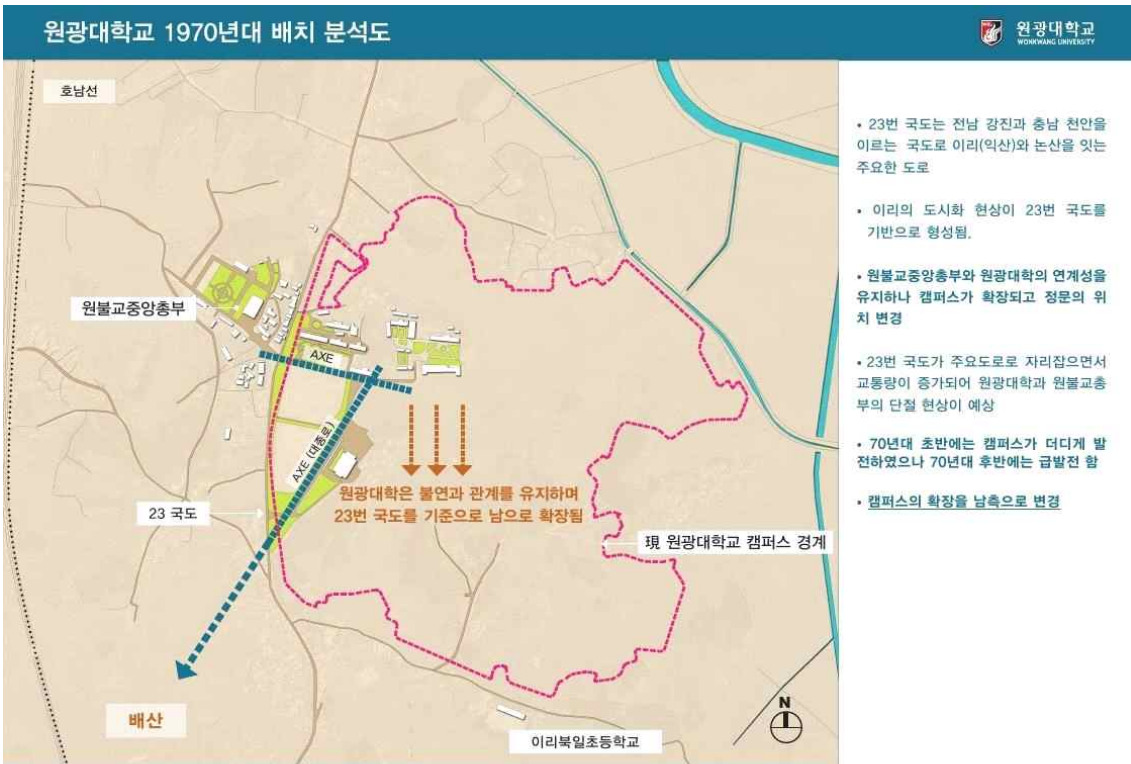 원광대학교 1970년대 배치 분석도
원광대학교
WONKWANG UNIVERSITY
호남선
원불교중앙총부
AXE
AXE (대종로)
원광대학은 불연과 관계를 유지하며
23번 국도를 기준으로 남으로 확장됨
23 국도
現 원광대학교 캠퍼스 경계
배산
이리북일초등학교
N
• 23번 국도는 전남 강진과 충남 천안을
이르는 국도로 이리(익산)와 논산을 잇는
주요한 도로
• 이리의 도시화 현상이 23번 국도를
기반으로 형성됨.
• 원불교중앙총부와 원광대학의 연계성을
유지하나 캠퍼스가 확장되고 정문의 위
치 변경
• 23번 국도가 주요도로로 자리잡으면서
교통량이 증가되어 원광대학과 원불교총
부의 단절 현상이 예상
• 70년대 초반에는 캠퍼스가 더디게 발
전하였으나 70년대 후반에는 급발전 함
• 캠퍼스의 확장을 남측으로 변경